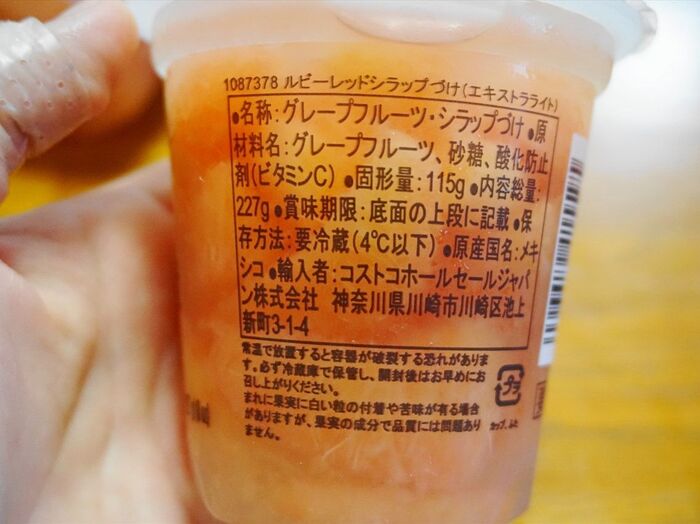 1087378 ルビーレッドシラップづけ(エキストラライト)
●名称:グレープフルーツ・シラップづけ ●原
材料名:グレープフルーツ、砂糖、酸化防止
剤(ビタミンC) ●固形量:115g ●内容総量:
227g ●賞味期限:底面の上段に記載 ●保
存方法:要冷蔵(4℃以下) ●原産国名:メキ
シコ ●輸入者:コストコホールセールジャパ
ン株式会社 神奈川県川崎市川崎区池上
新町3-1-4
常温で放置すると容器が破裂する恐れがありま
す。必ず冷蔵庫で保管し、開封後はお早めにお
召し上がりください。
まれに果実に白い粒の付着や苦味が有る場合
がありますが、果実の成分で品質には問題あり
ません。
プラ
カップ、ふた